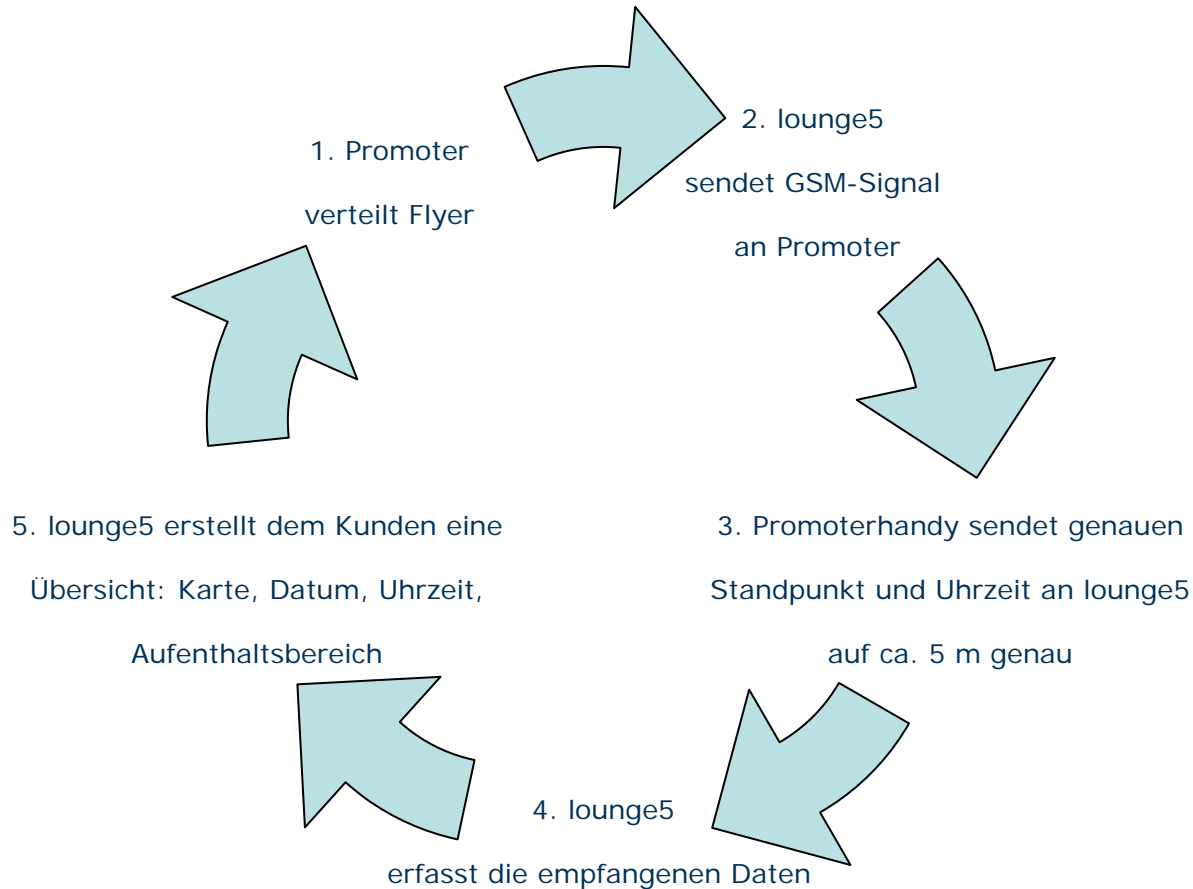 1. Promoter
verteilt Flyer
2. lounge5
sendet GSM-Signal
an Promoter
3. Promoterhandy sendet genauen
Standpunkt und Uhrzeit an lounge5
auf ca. 5 m genau
4. lounge5
erfasst die empfangenen Daten
5. lounge5 erstellt dem Kunden eine
Übersicht: Karte, Datum, Uhrzeit,
Aufenthaltsbereich